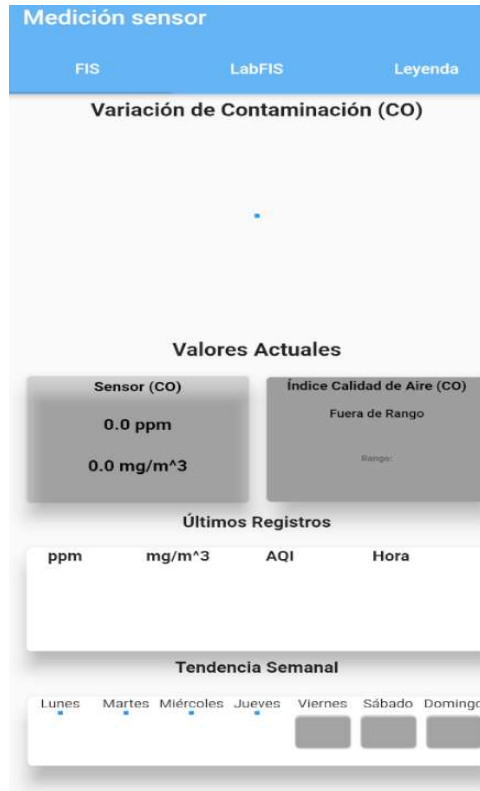 Medición sensor
FIS LabFIS Leyenda
Variación de Contaminación (CO)
Valores Actuales
Sensor (CO)
0.0 ppm
0.0 mg/m^3
Índice Calidad de Aire (CO)
Fuera de Rango
Rango:
Últimos Registros
ppm mg/m^3 AQI Hora
Tendencia Semanal
Lunes Martes Miércoles Jueves Viernes Sábado Domingo